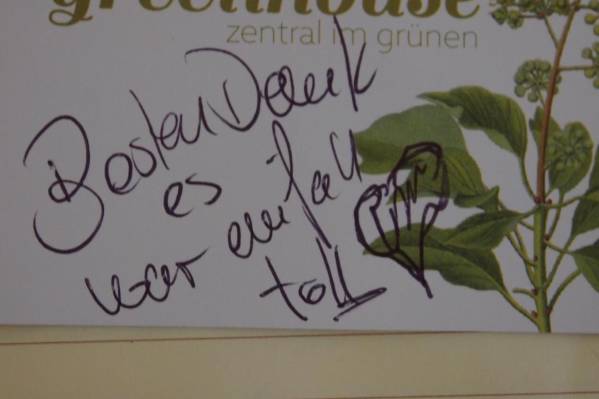 greenhouse
zentral im grünen
Besten Dank
es
war einfach
toll